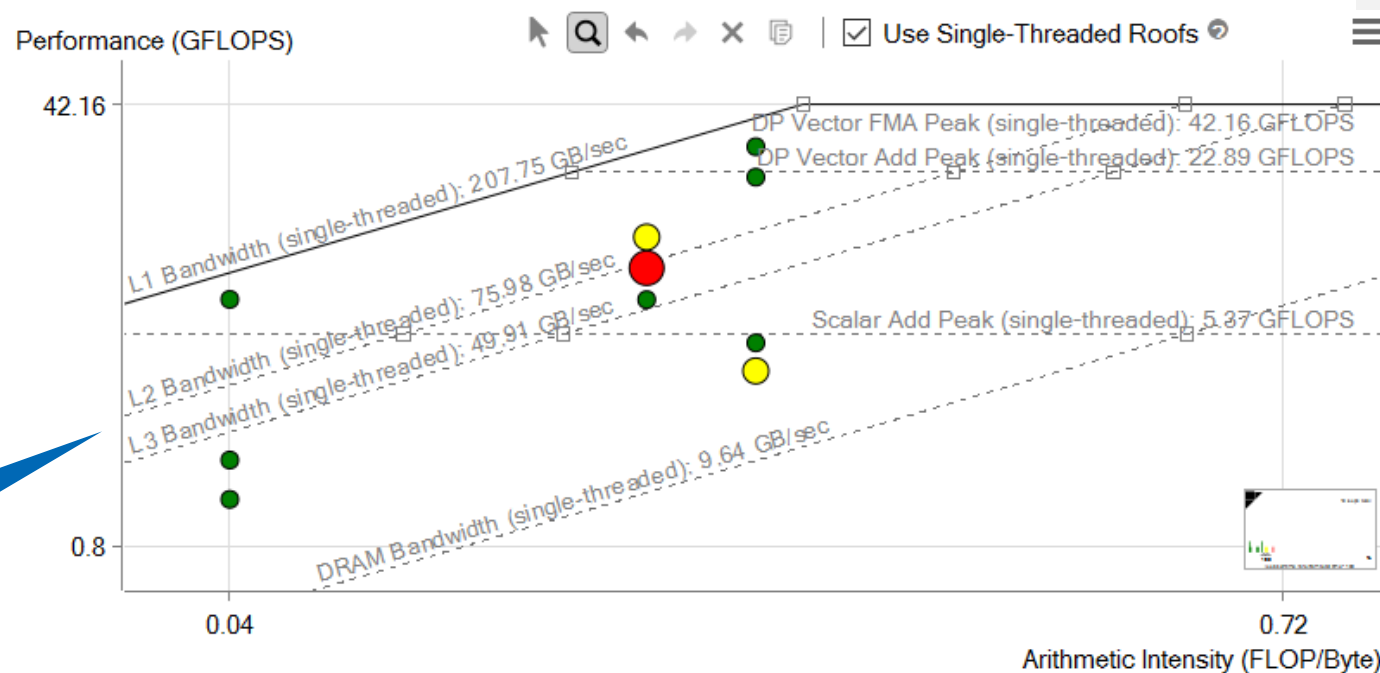 Performance (GFLOPS)
Use Single-Threaded Roofs
42.16
DP Vector FMA Peak (single-threaded): 42.16 GFLOPS
DP Vector Add Peak (single-threaded): 22.89 GFLOPS
L1 Bandwidth (single-threaded): 207.75 GB/sec
L2 Bandwidth (single-threaded): 75.98 GB/sec
Scalar Add Peak (single-threaded): 5.37 GFLOPS
L3 Bandwidth (single-threaded): 49.91 GB/sec
DRAM Bandwidth (single-threaded): 9.64 GB/sec
0.8
0.04
0.72
Arithmetic Intensity (FLOP/Byte)